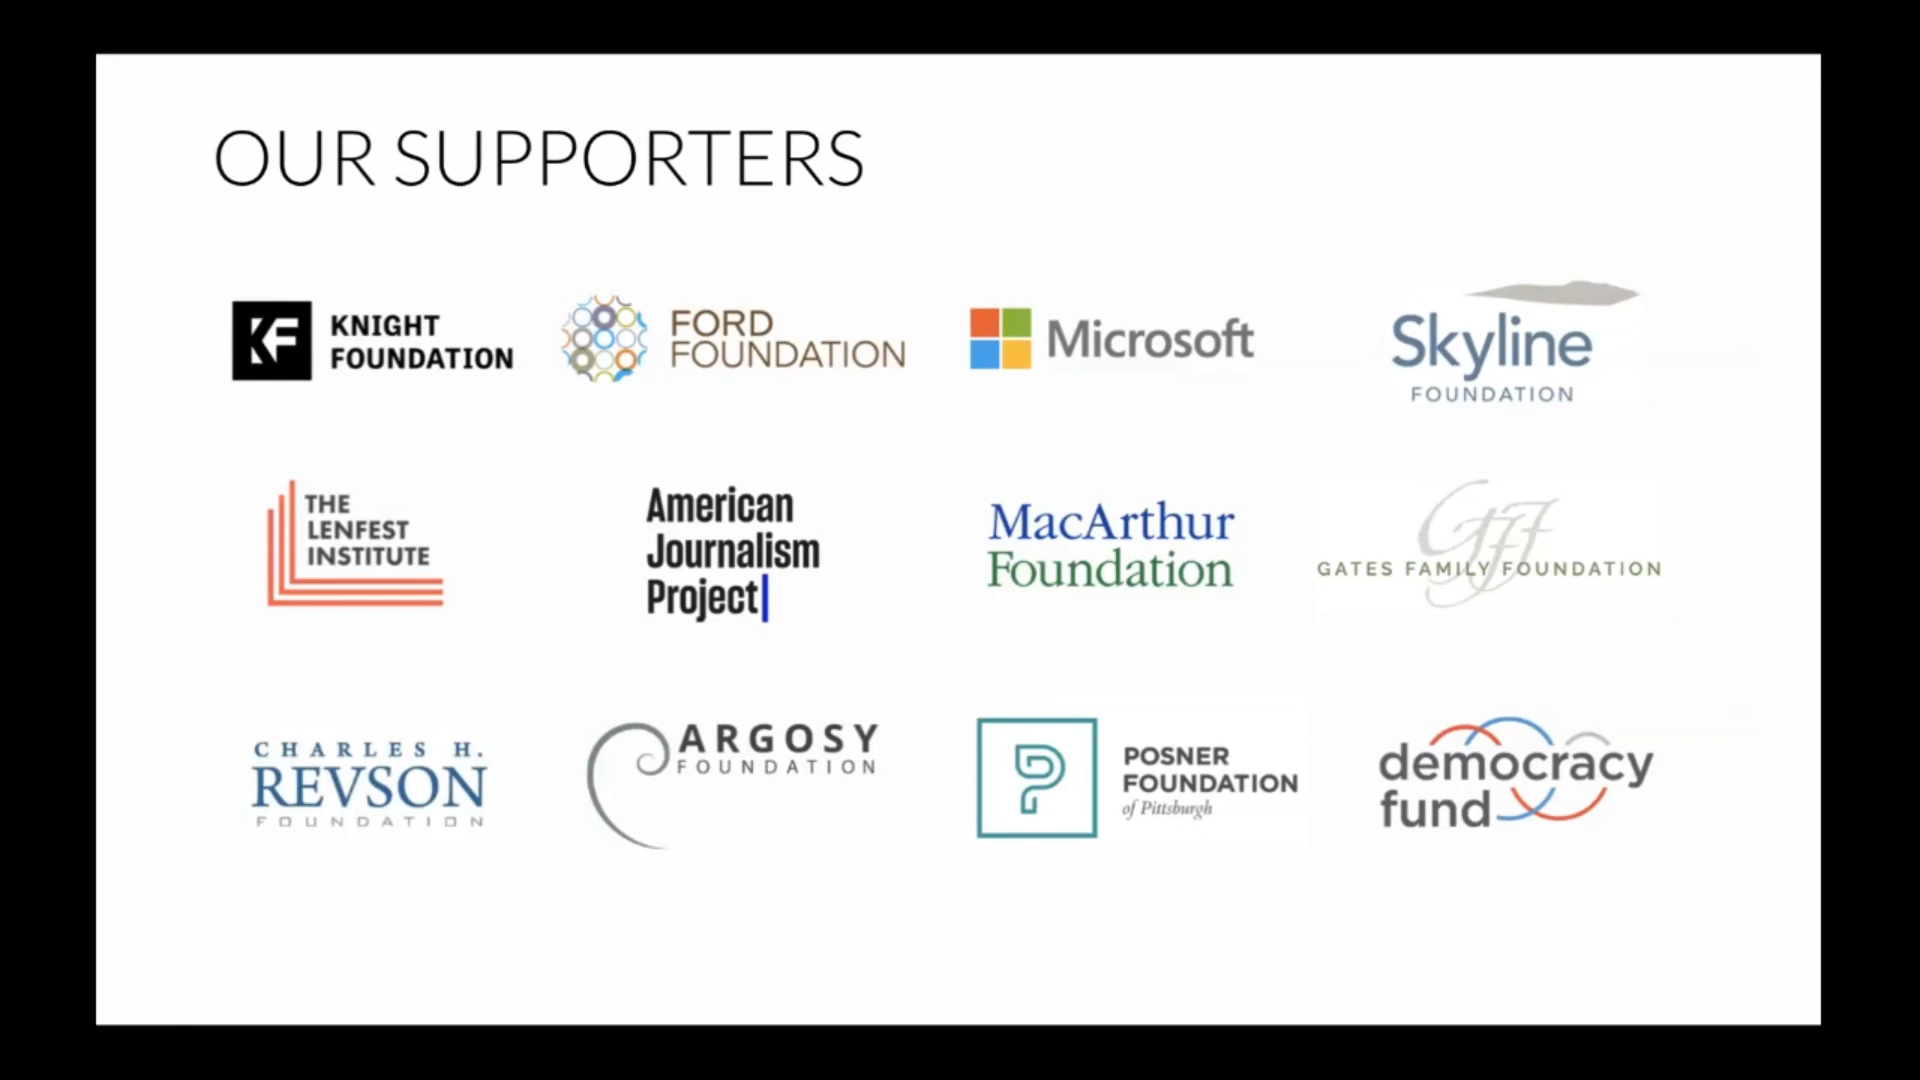 OUR SUPPORTERS
KNIGHT
FOUNDATION
FORD
FOUNDATION
Microsoft
Skyline
FOUNDATION
THE
LENFEST
INSTITUTE
American
Journalism
Project
MacArthur
Foundation
GATES FAMILY FOUNDATION
CHARLES H.
REVSON
FOUNDATION
ARGOSY
FOUNDATION
POSNER
FOUNDATION
of Pittsburgh
democracy
fund